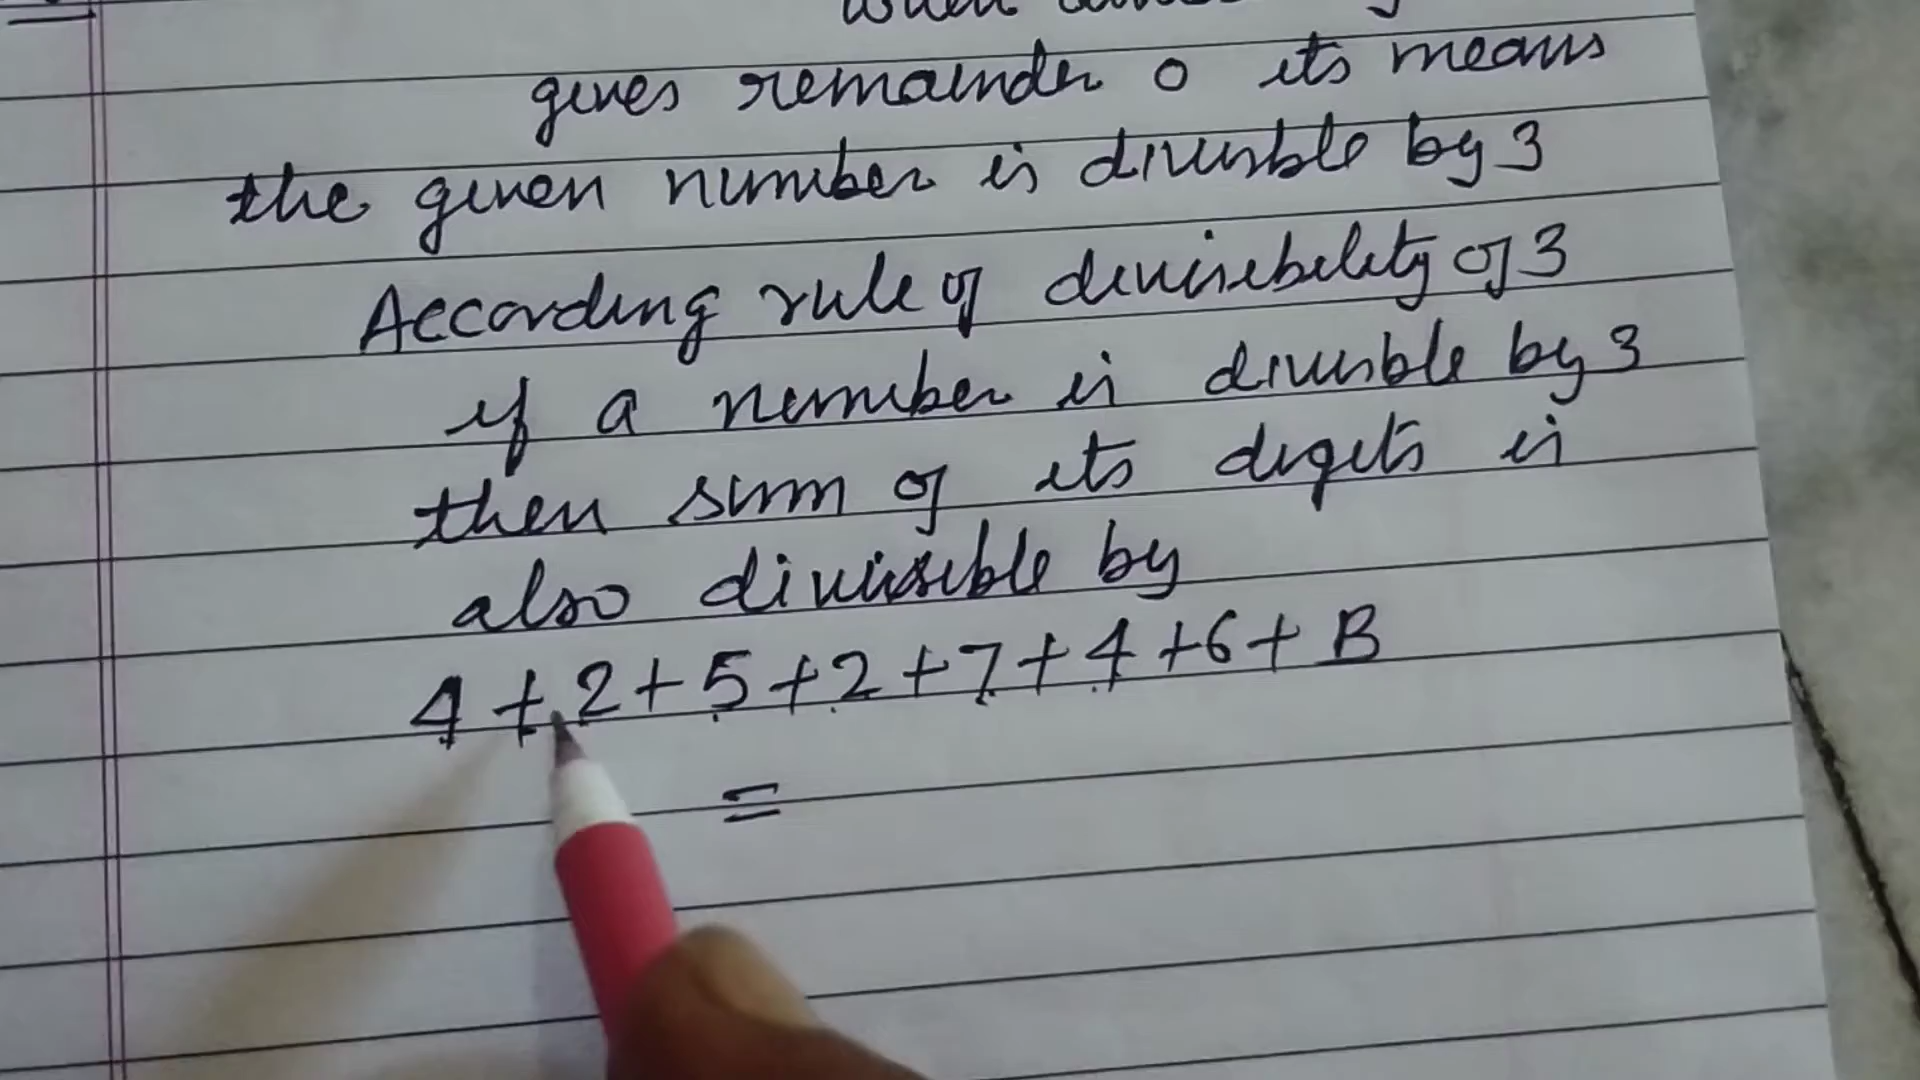 gives remainder 0 its means
the given number is divisible by 3
According rule of divisibility of 3
if a number is divisible by 3
then sum of its digits is
also divisible by
4 + 2 + 5 + 2 + 7 + 4 + 6 + B
=